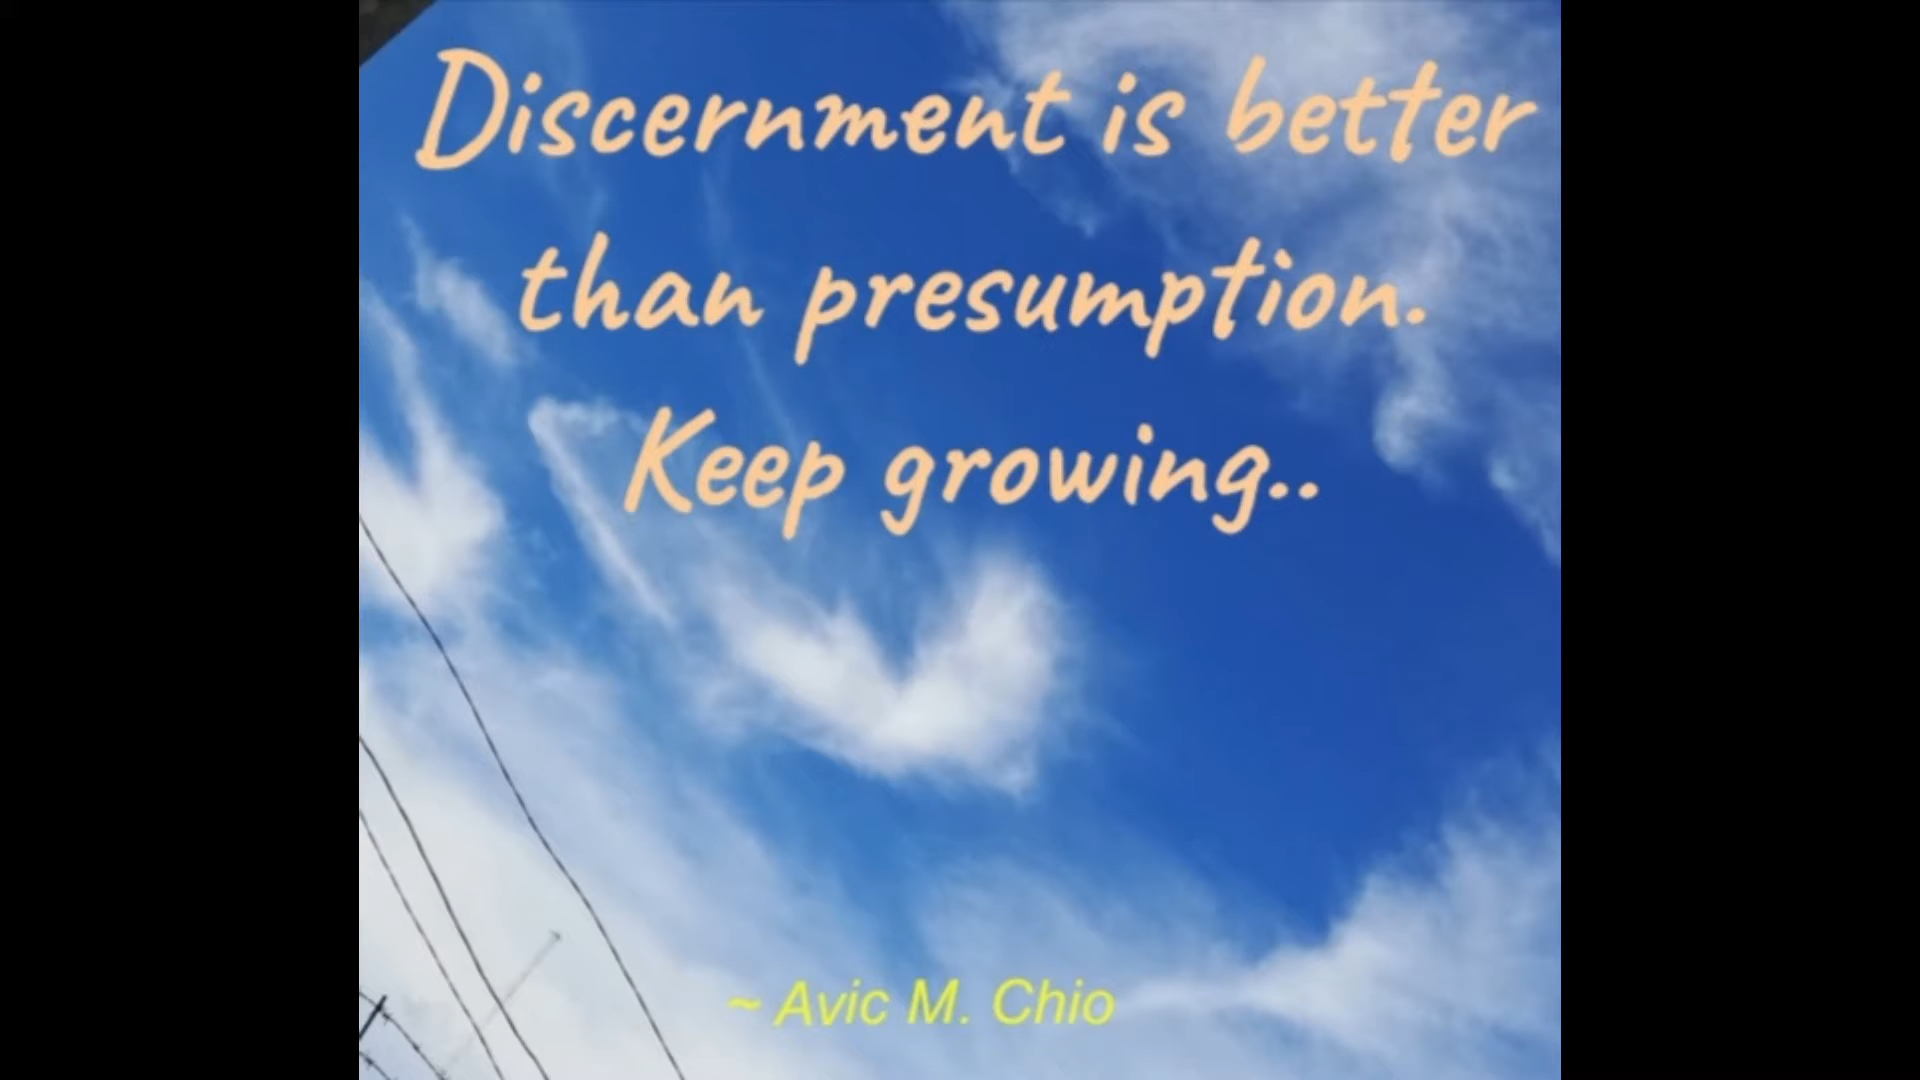 Discernment is better
than presumption.
Keep growing..
~ Avic M. Chio